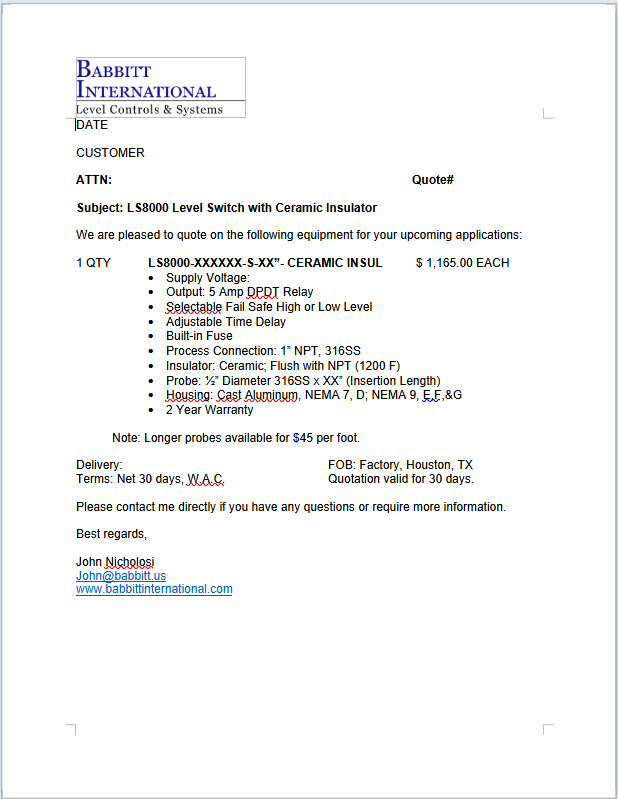 BABBITT
INTERNATIONAL
Level Controls & Systems
DATE
CUSTOMER
ATTN: Quote#
Subject: LS8000 Level Switch with Ceramic Insulator
We are pleased to quote on the following equipment for your upcoming applications:
1 QTY LS8000-XXXXXX-S-XX”- CERAMIC INSUL $ 1,165.00 EACH
• Supply Voltage:
• Output: 5 Amp DPDT Relay
• Selectable Fail Safe High or Low Level
• Adjustable Time Delay
• Built-in Fuse
• Process Connection: 1” NPT, 316SS
• Insulator: Ceramic; Flush with NPT (1200 F)
• Probe: ½” Diameter 316SS x XX” (Insertion Length)
• Housing: Cast Aluminum, NEMA 7, D; NEMA 9, E,F,&G
• 2 Year Warranty
Note: Longer probes available for $45 per foot.
Delivery: FOB: Factory, Houston, TX
Terms: Net 30 days, W.A.C. Quotation valid for 30 days.
Please contact me directly if you have any questions or require more information.
Best regards,
John Nicholosi
John@babbitt.us
www.babbittinternational.com